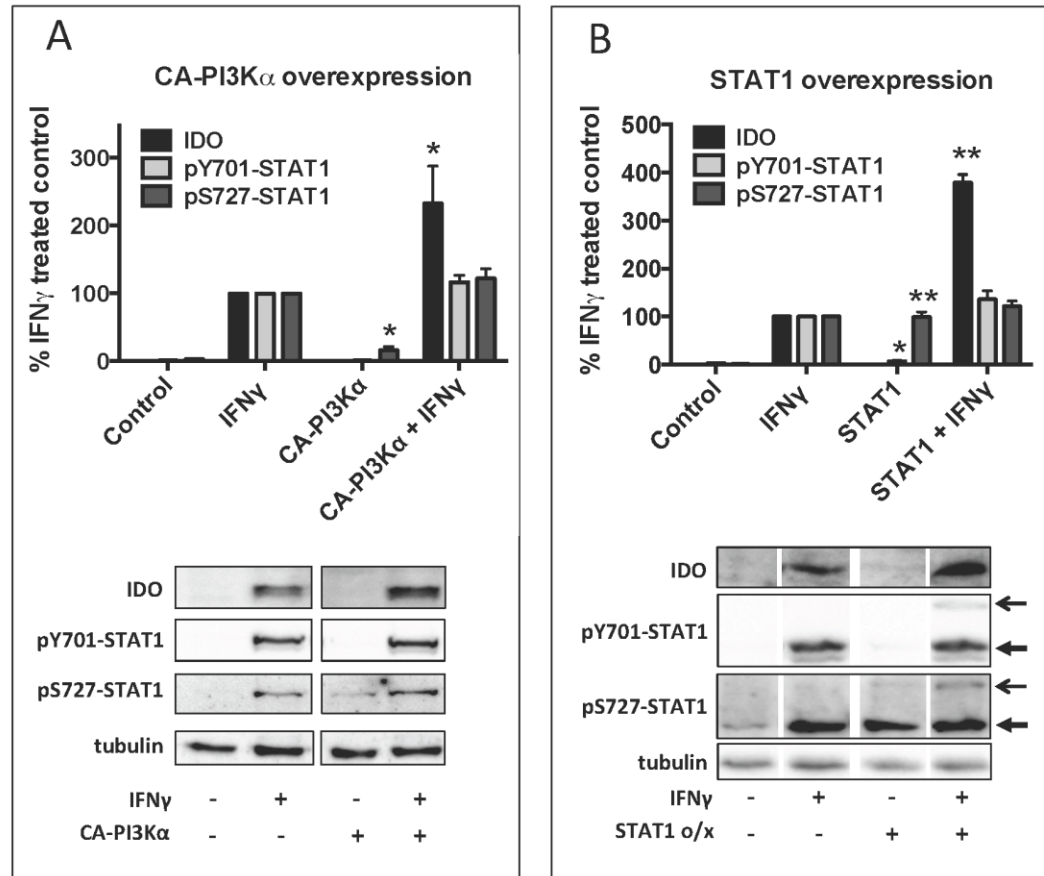 A
CA-PI3Kα overexpression
% IFNγ treated control
300
200
100
0
IDO
pY701-STAT1
pS727-STAT1
*
*
Control
IFNγ
CA-PI3Kα
CA-PI3Kα + IFNγ
IDO
pY701-STAT1
pS727-STAT1
tubulin
IFNγ - + - +
CA-PI3Kα - - + +
B
STAT1 overexpression
% IFNγ treated control
500
400
300
200
100
0
IDO
pY701-STAT1
pS727-STAT1
*
**
**
Control
IFNγ
STAT1
STAT1 + IFNγ
IDO
pY701-STAT1
pS727-STAT1
tubulin
IFNγ - + - +
STAT1 o/x - - + +